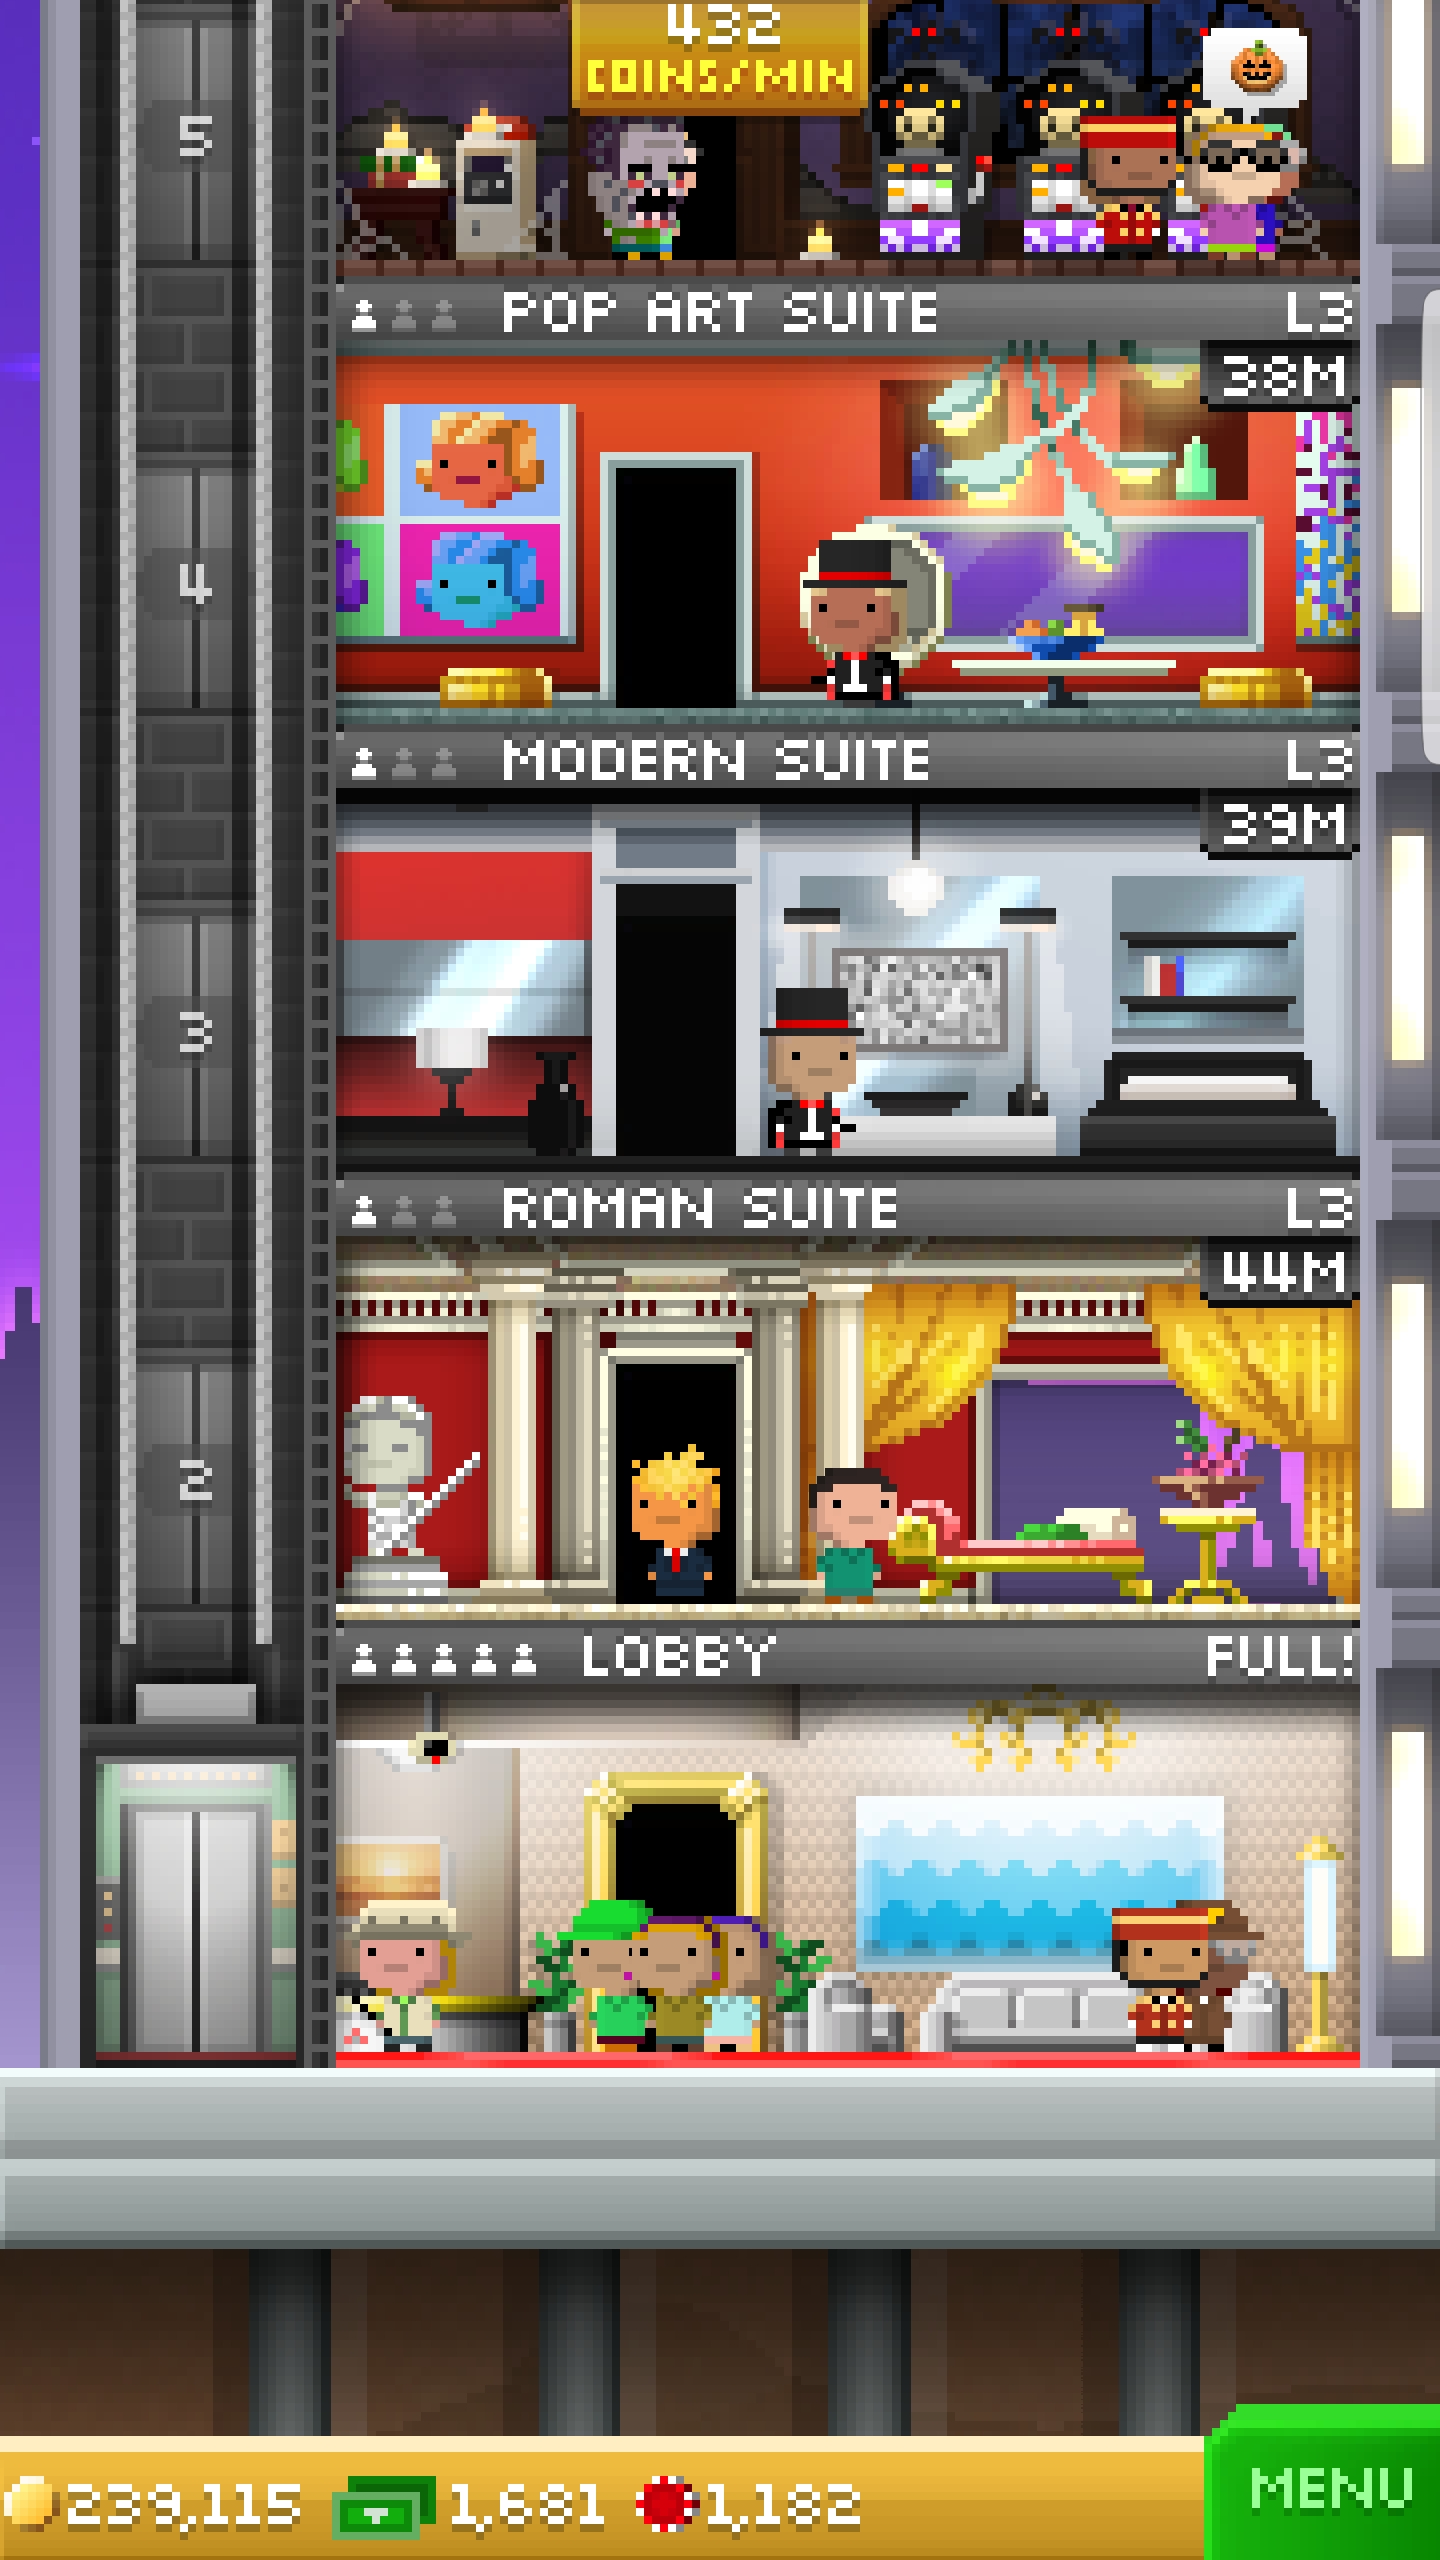 432
COINS/MIN
5
POP ART SUITE L3
38M
4
MODERN SUITE L3
39M
3
ROMAN SUITE L3
44M
2
LOBBY FULL!
239,115 1,681 1,182 MENU